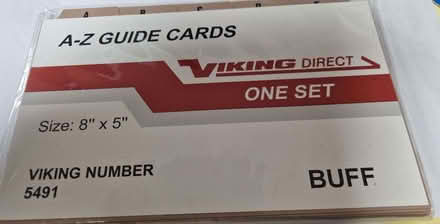 A
A-Z GUIDE CARDS
VIKING DIRECT
ONE SET
Size: 8" x 5"
VIKING NUMBER
5491
BUFF